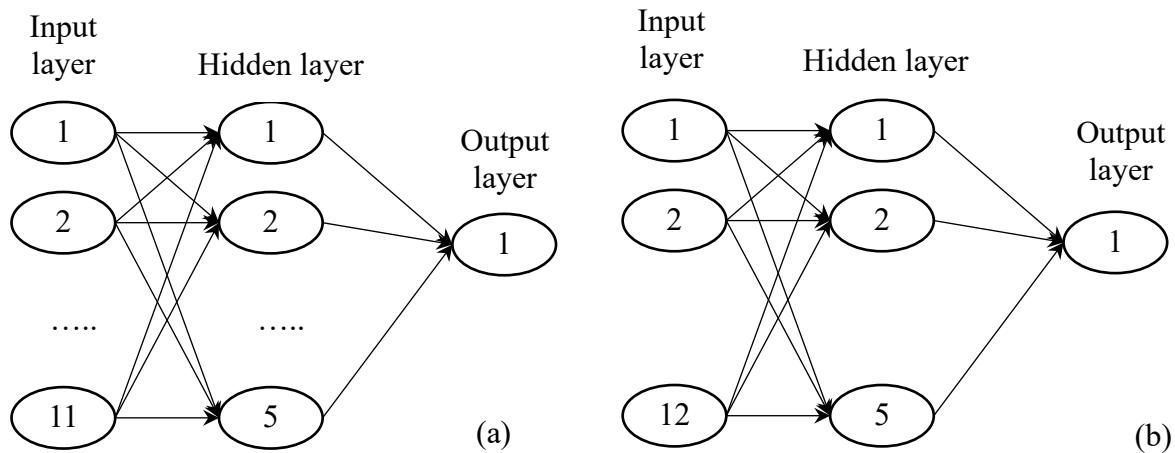 Input
layer
Hidden layer
1
1
Output
layer
2
2
1
…..
…..
11
5
(a)
Input
layer
Hidden layer
1
1
Output
layer
2
2
1
12
5
(b)